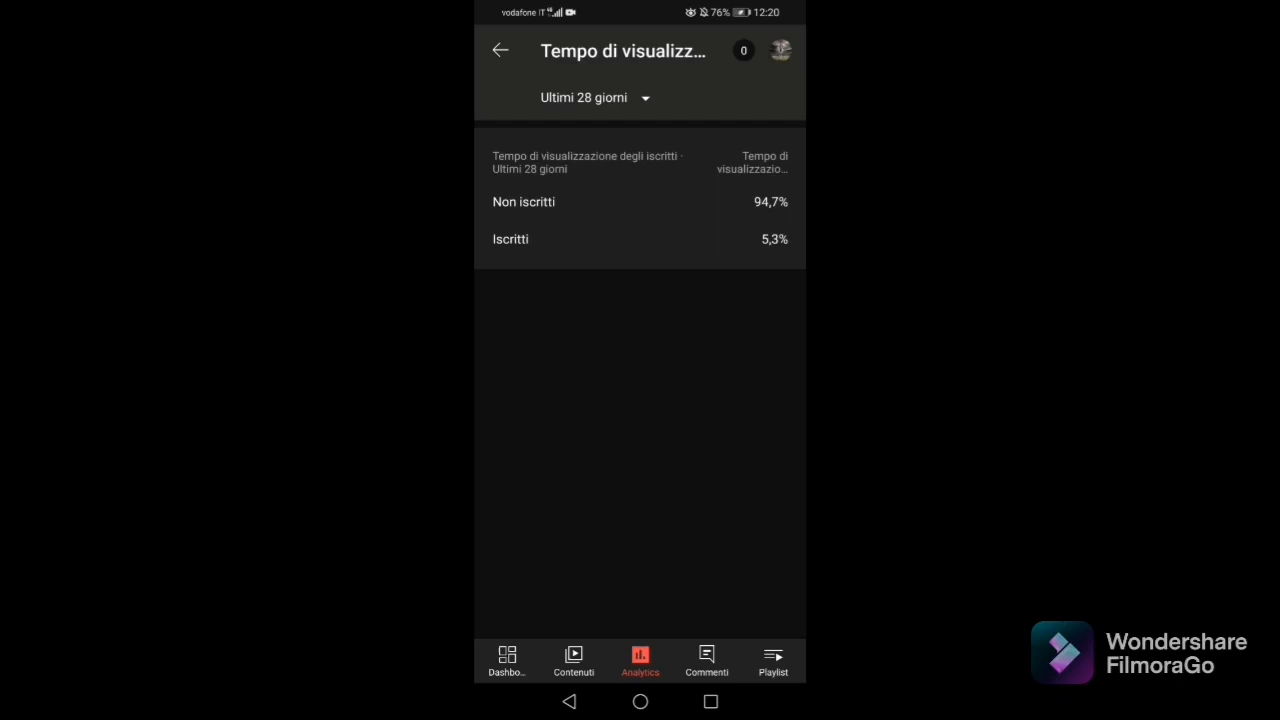 vodafone IT 76% 12:20
Tempo di visualizz... 0
Ultimi 28 giorni
Tempo di visualizzazione degli iscritti ·
Ultimi 28 giorni
Tempo di
visualizzazio...
Non iscritti 94,7%
Iscritti 5,3%
Dashbo... Contenuti Analytics Commenti Playlist
Wondershare
FilmoraGo